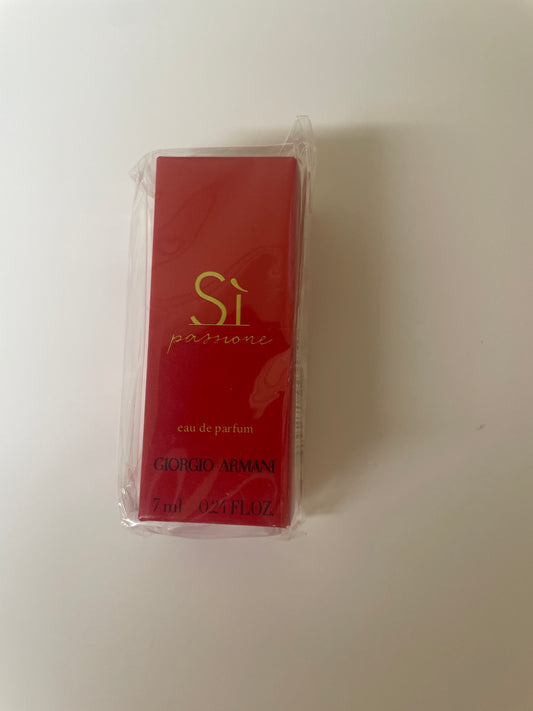 Sì
passione
eau de parfum
GIORGIO ARMANI
7 ml 0.24 FL.OZ.